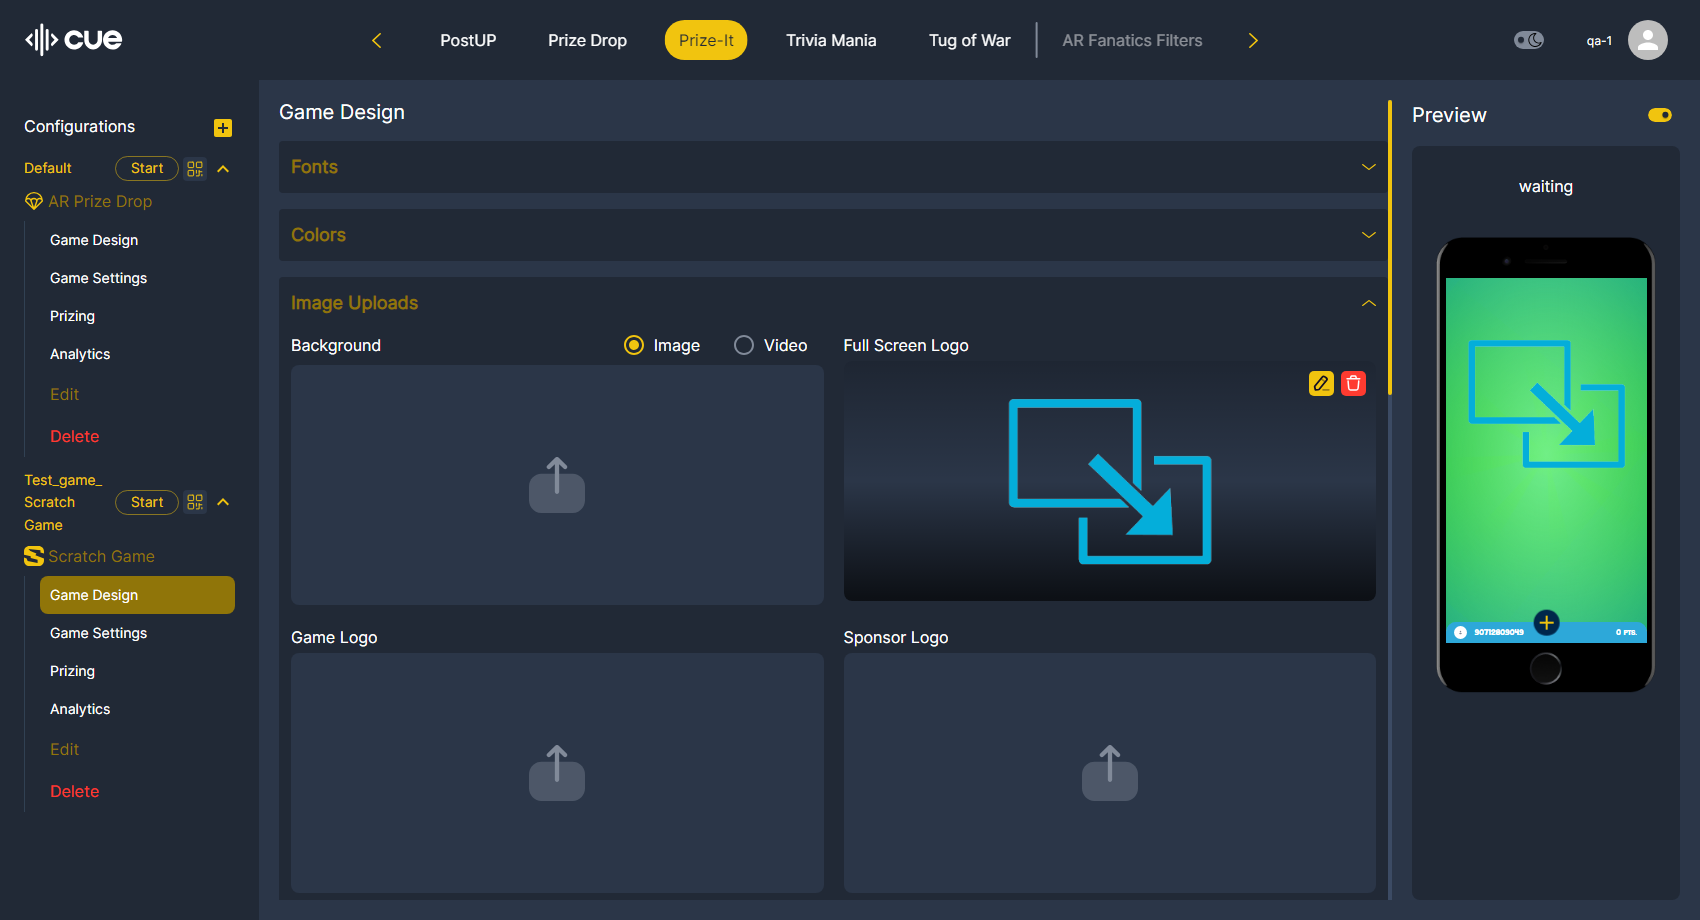 cue
PostUP
Prize Drop
Prize-It
Trivia Mania
Tug of War
AR Fanatics Filters
qa-1
Configurations
Default
Start
AR Prize Drop
Game Design
Game Settings
Prizing
Analytics
Edit
Delete
Test_game_
Scratch
Game
Start
Scratch Game
Game Design
Game Settings
Prizing
Analytics
Edit
Delete
Game Design
Fonts
Colors
Image Uploads
Background
Image
Video
Full Screen Logo
Game Logo
Sponsor Logo
Preview
waiting
90712809049
0 PTS.